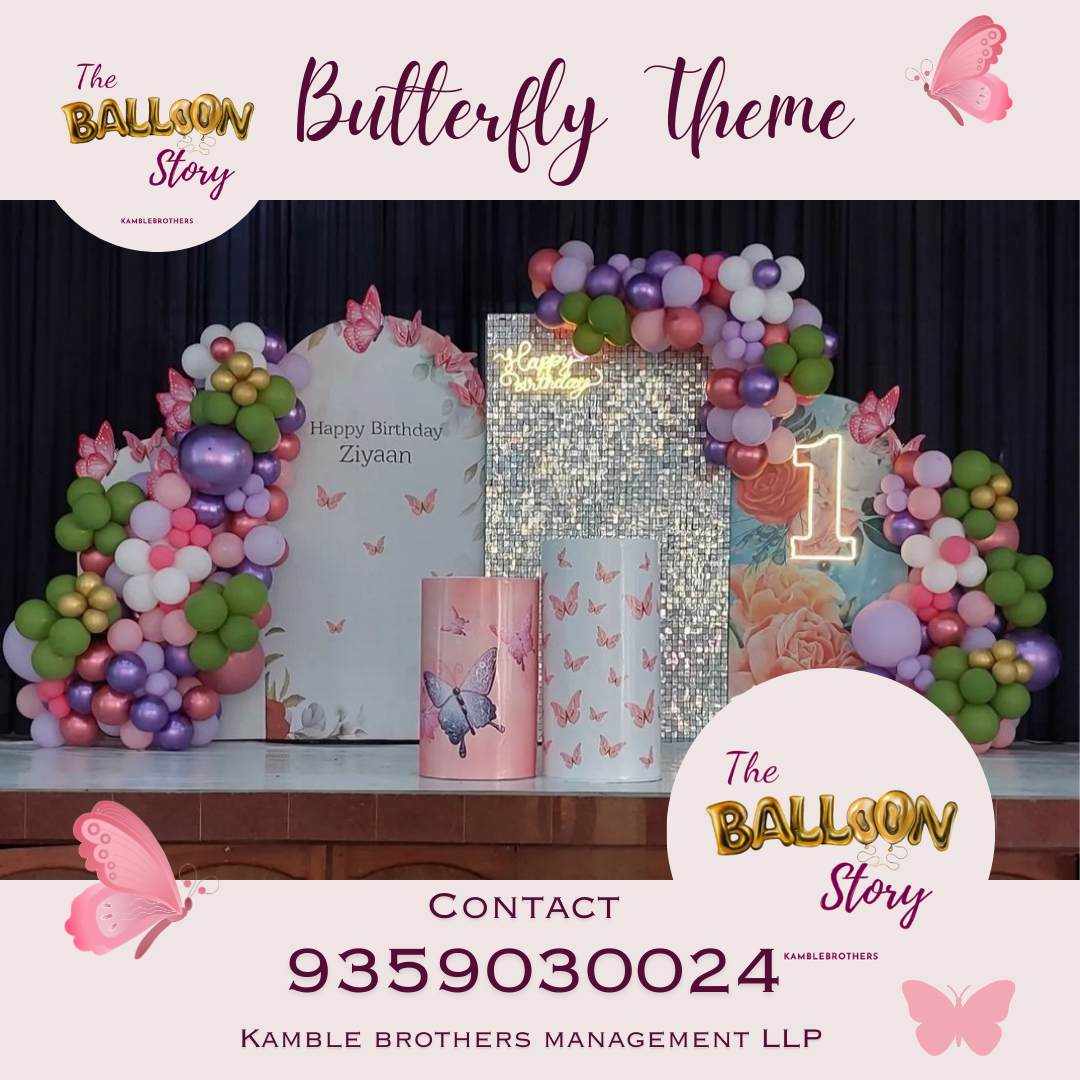 The
BALLOON
Story
KAMBLEBROTHERS
Butterfly Theme
Happy
Birthday
Happy Birthday
Ziyaan
1
The
BALLOON
Story
KAMBLEBROTHERS
CONTACT
9359030024
KAMBLE BROTHERS MANAGEMENT LLP